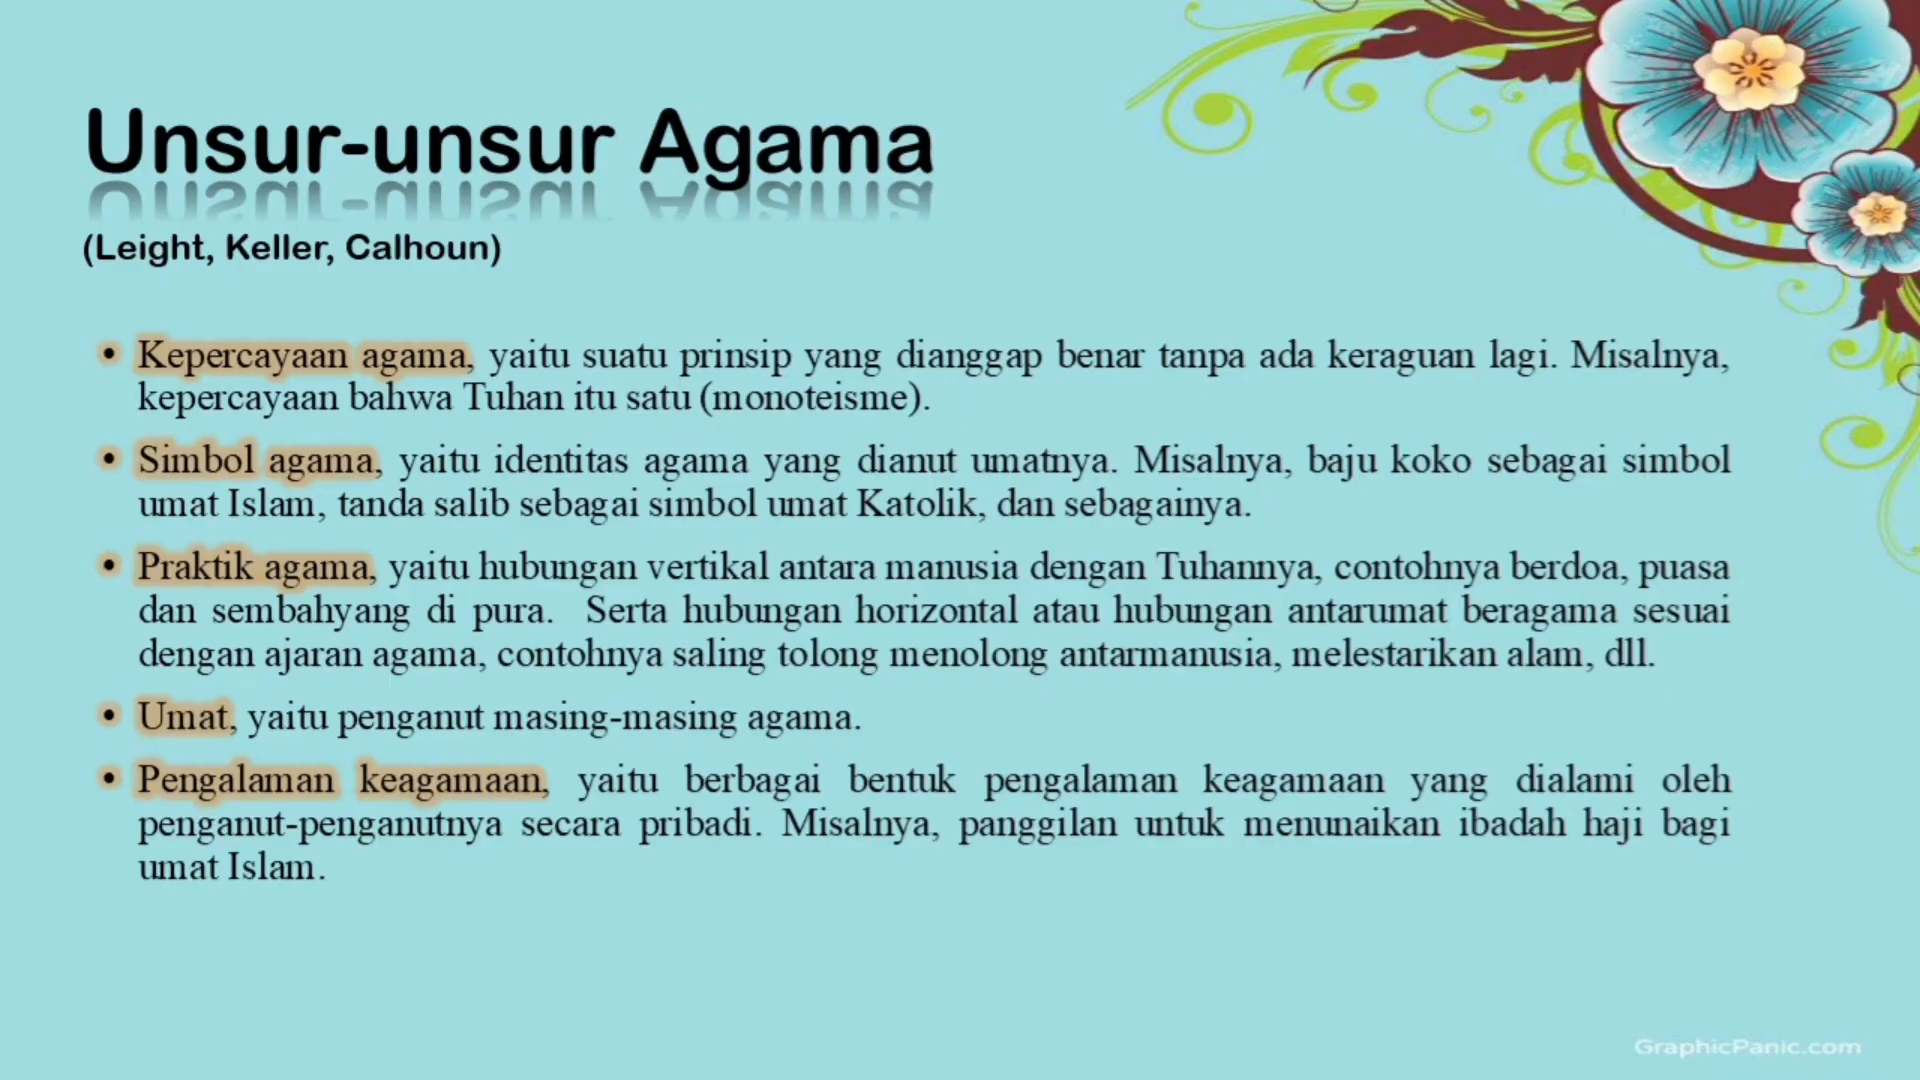 Unsur-unsur Agama
(Leight, Keller, Calhoun)
• Kepercayaan agama, yaitu suatu prinsip yang dianggap benar tanpa ada keraguan lagi. Misalnya,
kepercayaan bahwa Tuhan itu satu (monoteisme).
• Simbol agama, yaitu identitas agama yang dianut umatnya. Misalnya, baju koko sebagai simbol
umat Islam, tanda salib sebagai simbol umat Katolik, dan sebagainya.
• Praktik agama, yaitu hubungan vertikal antara manusia dengan Tuhannya, contohnya berdoa, puasa
dan sembahyang di pura. Serta hubungan horizontal atau hubungan antarumat beragama sesuai
dengan ajaran agama, contohnya saling tolong menolong antarmanusia, melestarikan alam, dll.
• Umat, yaitu penganut masing-masing agama.
• Pengalaman keagamaan, yaitu berbagai bentuk pengalaman keagamaan yang dialami oleh
penganut-penganutnya secara pribadi. Misalnya, panggilan untuk menunaikan ibadah haji bagi
umat Islam.
GraphicPanic.com